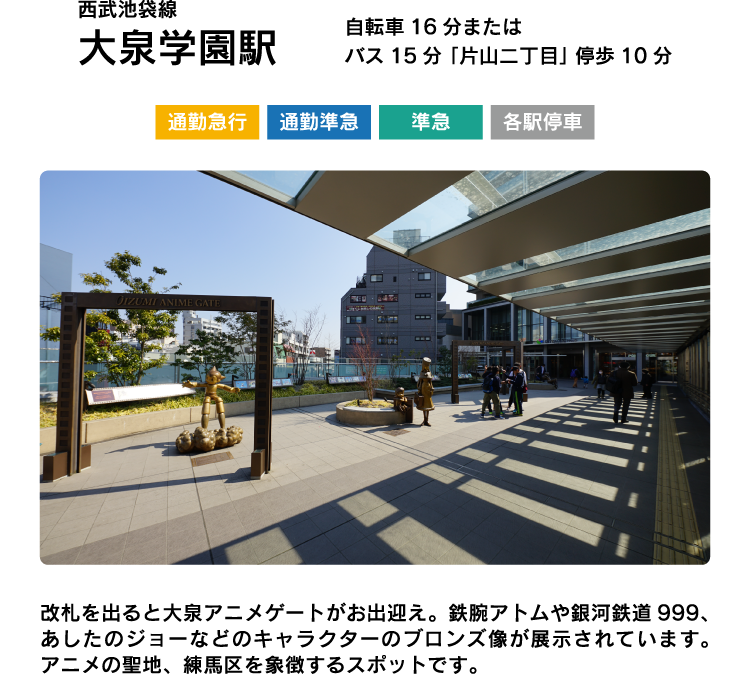 西武池袋線
大泉学園駅
自転車 16 分または
バス 15 分「片山二丁目」停歩 10 分
通勤急行 通勤準急 準急 各駅停車
OIZUMI ANIME GATE
改札を出ると大泉アニメゲートがお出迎え。鉄腕アトムや銀河鉄道 999、
あしたのジョーなどのキャラクターのブロンズ像が展示されています。
アニメの聖地、練馬区を象徴するスポットです。